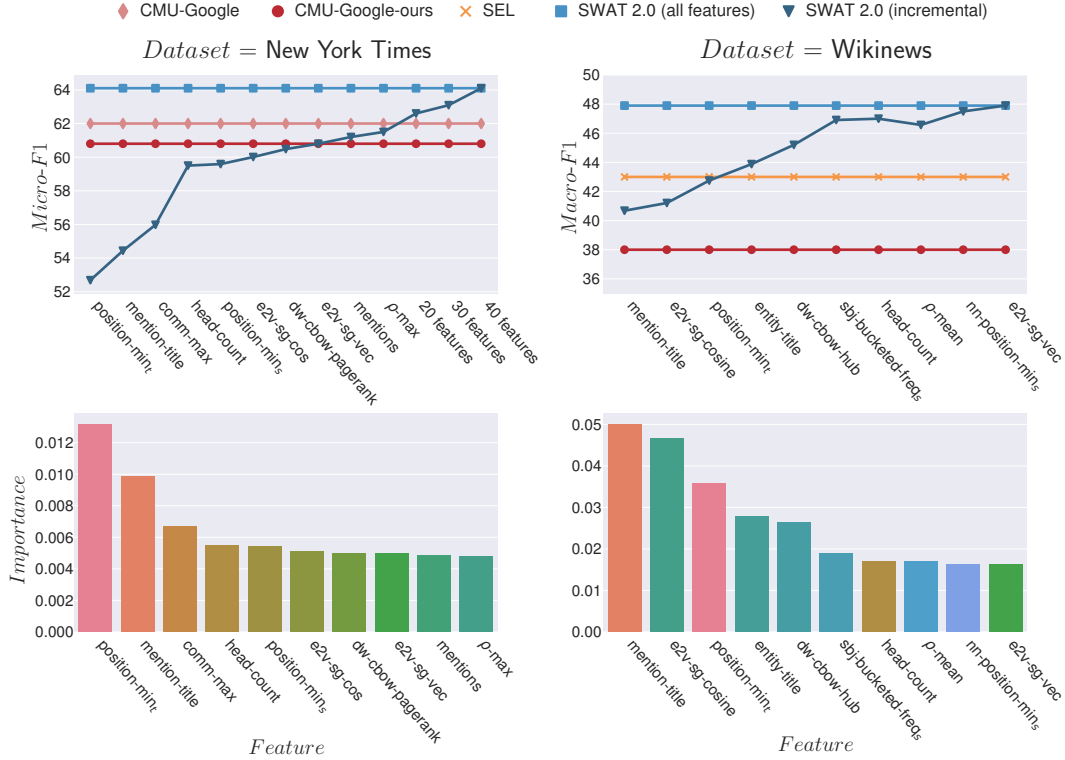 CMU-Google
CMU-Google-ours
SEL
SWAT 2.0 (all features)
SWAT 2.0 (incremental)
Dataset = New York Times
64
62
60
58
56
54
52
Micro-F1
position-min_t
mention-title
comm-max
head-count
position-min_s
e2v-sg-cos
dw-cbow-pagerank
e2v-sg-vec
mentions
ρ-max
20 features
30 features
40 features
Dataset = Wikinews
50
48
46
44
42
40
38
36
Macro-F1
mention-title
e2v-sg-cosine
position-min_t
entity-title
dw-cbow-hub
sbj-bucketed-freq_s
head-count
ρ-mean
nn-position-min_s
e2v-sg-vec
0.012
0.010
0.008
0.006
0.004
0.002
0.000
Importance
position-min_t
mention-title
comm-max
head-count
position-min_s
e2v-sg-cos
dw-cbow-pagerank
e2v-sg-vec
mentions
ρ-max
Feature
0.05
0.04
0.03
0.02
0.01
0.00
mention-title
e2v-sg-cosine
position-min_t
entity-title
dw-cbow-hub
sbj-bucketed-freq_s
head-count
ρ-mean
nn-position-min_s
e2v-sg-vec
Feature